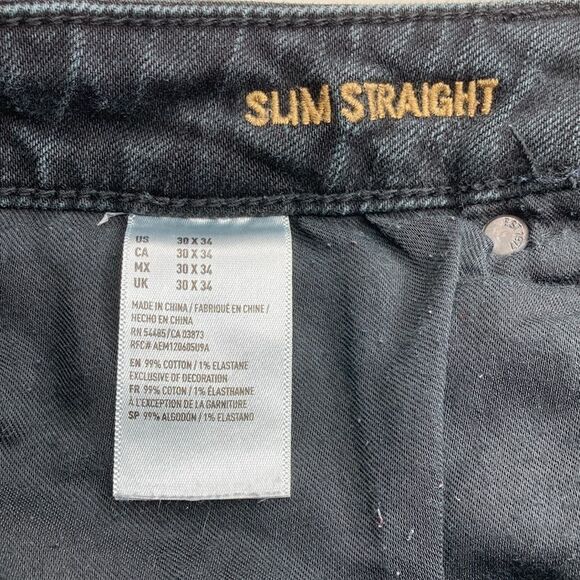 SLIM STRAIGHT
US 30 X 34
CA 30 X 34
MX 30 X 34
UK 30 X 34
MADE IN CHINA / FABRIQUÉ EN CHINE /
HECHO EN CHINA
RN 54485/CA 03873
RFC# AEM120605U9A
EN 99% COTTON / 1% ELASTANE
EXCLUSIVE OF DECORATION
FR 99% COTON / 1% ÉLASTHANNE
À L'EXCEPTION DE LA GARNITURE
SP 99% ALGODÓN / 1% ELASTANO
EST